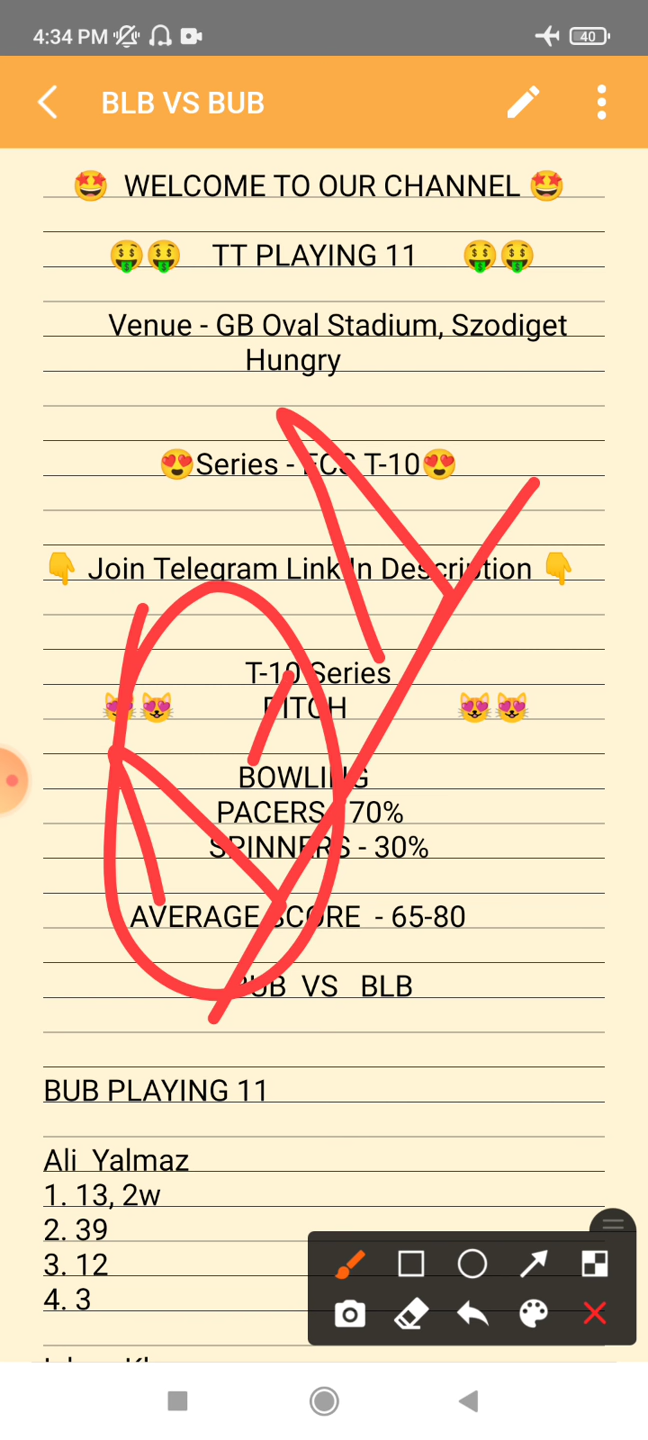 4:34 PM
40
BLB VS BUB
🤩 WELCOME TO OUR CHANNEL 🤩
🤑🤑 TT PLAYING 11 🤑🤑
Venue - GB Oval Stadium, Szodiget
Hungry
😍Series - ECS T-10😍
👇 Join Telegram Link In Description 👇
T-10 Series
😻😻 PITCH 😻😻
BOWLING
PACERS - 70%
SPINNERS - 30%
AVERAGE SCORE - 65-80
BUB VS BLB
BUB PLAYING 11
Ali Yalmaz
1. 13, 2w
2. 39
3. 12
4. 3